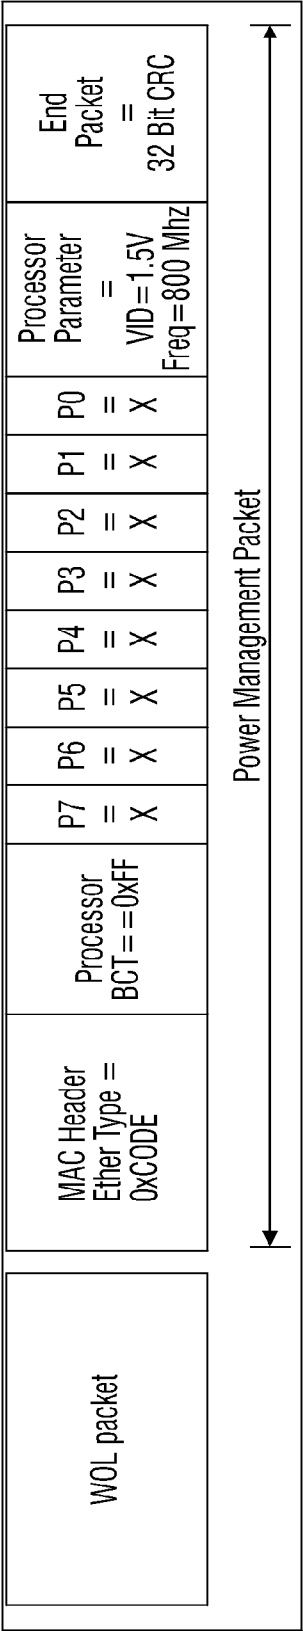 WOL packet
MAC Header
Ether Type =
0xCODE
Processor
BCT==0xFF
P7
=
X
P6
=
X
P5
=
X
P4
=
X
P3
=
X
P2
=
X
P1
=
X
P0
=
X
Processor
Parameter
=
VID=1.5V
Freq=800 Mhz
End
Packet
=
32 Bit CRC
Power Management Packet